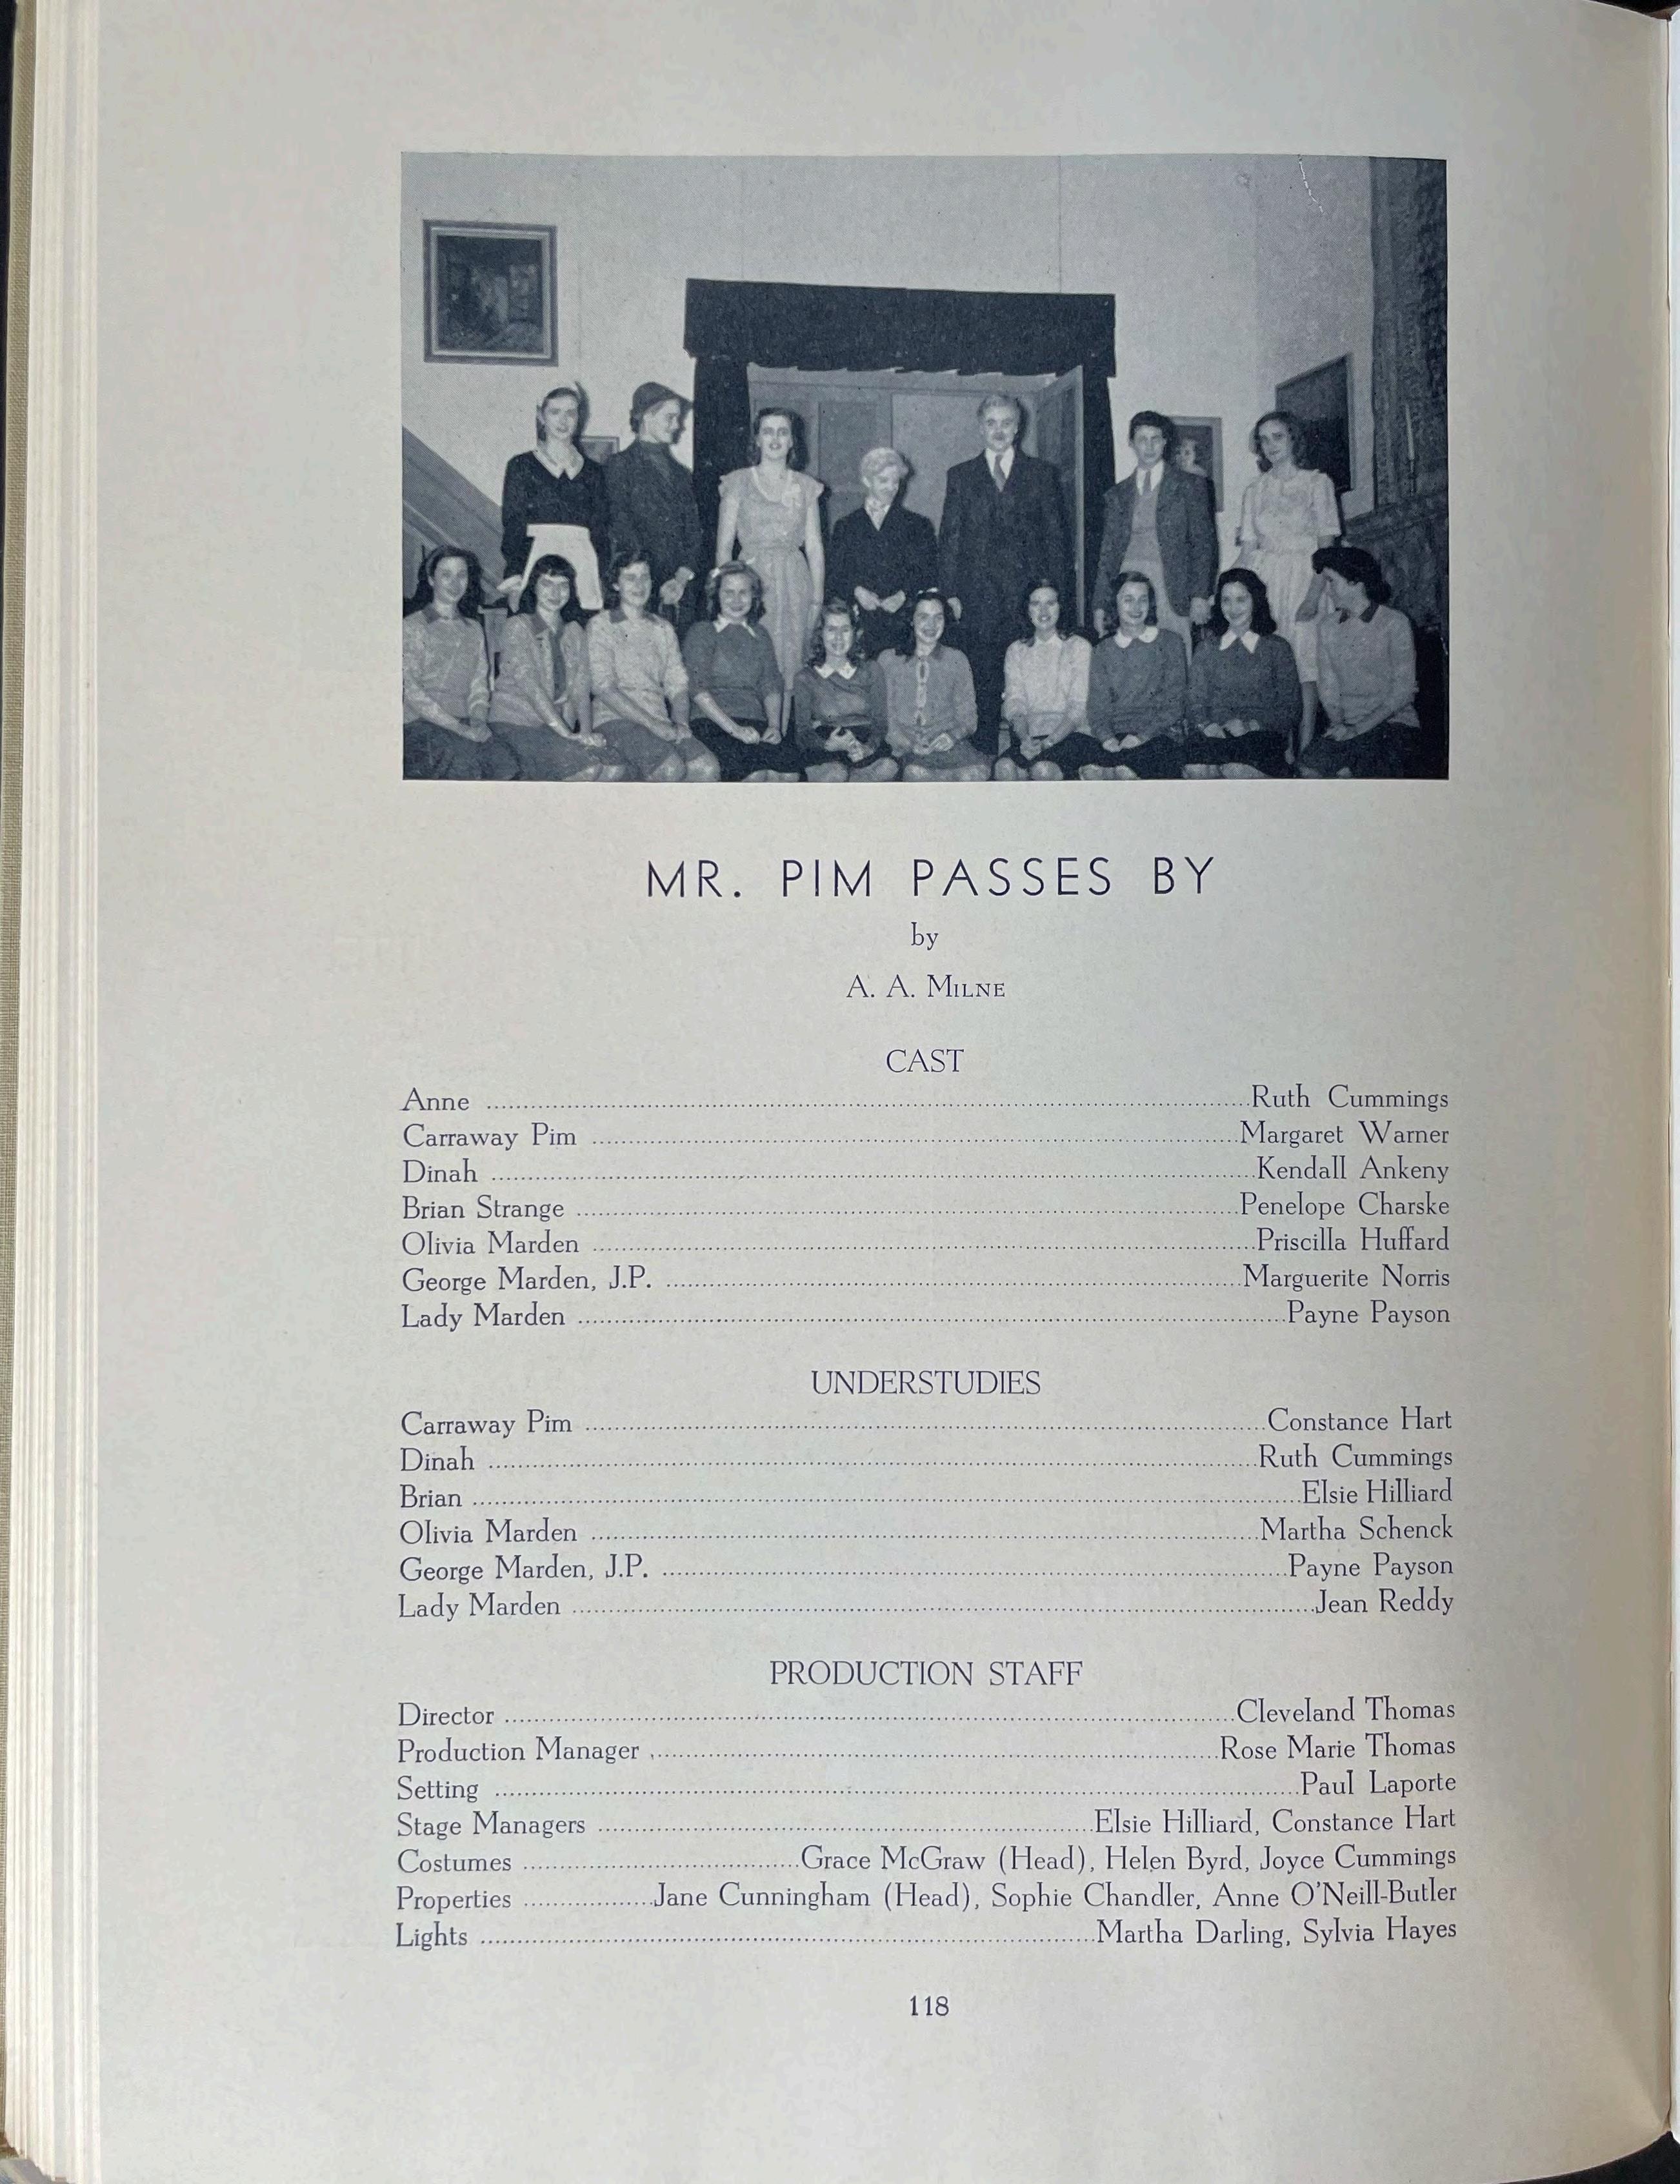 MR. PIM PASSES BY
by
A. A. MILNE
CAST
Anne ........ Ruth Cummings
Carraway Pim ........ Margaret Warner
Dinah ........ Kendall Ankeny
Brian Strange ........ Penelope Charske
Olivia Marden ........ Priscilla Huffard
George Marden, J.P. ........ Marguerite Norris
Lady Marden ........ Payne Payson
UNDERSTUDIES
Carraway Pim ........ Constance Hart
Dinah ........ Ruth Cummings
Brian ........ Elsie Hilliard
Olivia Marden ........ Martha Schenck
George Marden, J.P. ........ Payne Payson
Lady Marden ........ Jean Reddy
PRODUCTION STAFF
Director ........ Cleveland Thomas
Production Manager ........ Rose Marie Thomas
Setting ........ Paul Laporte
Stage Managers ........ Elsie Hilliard, Constance Hart
Costumes ........ Grace McGraw (Head), Helen Byrd, Joyce Cummings
Properties ........ Jane Cunningham (Head), Sophie Chandler, Anne O'Neill-Butler
Lights ........ Martha Darling, Sylvia Hayes
118